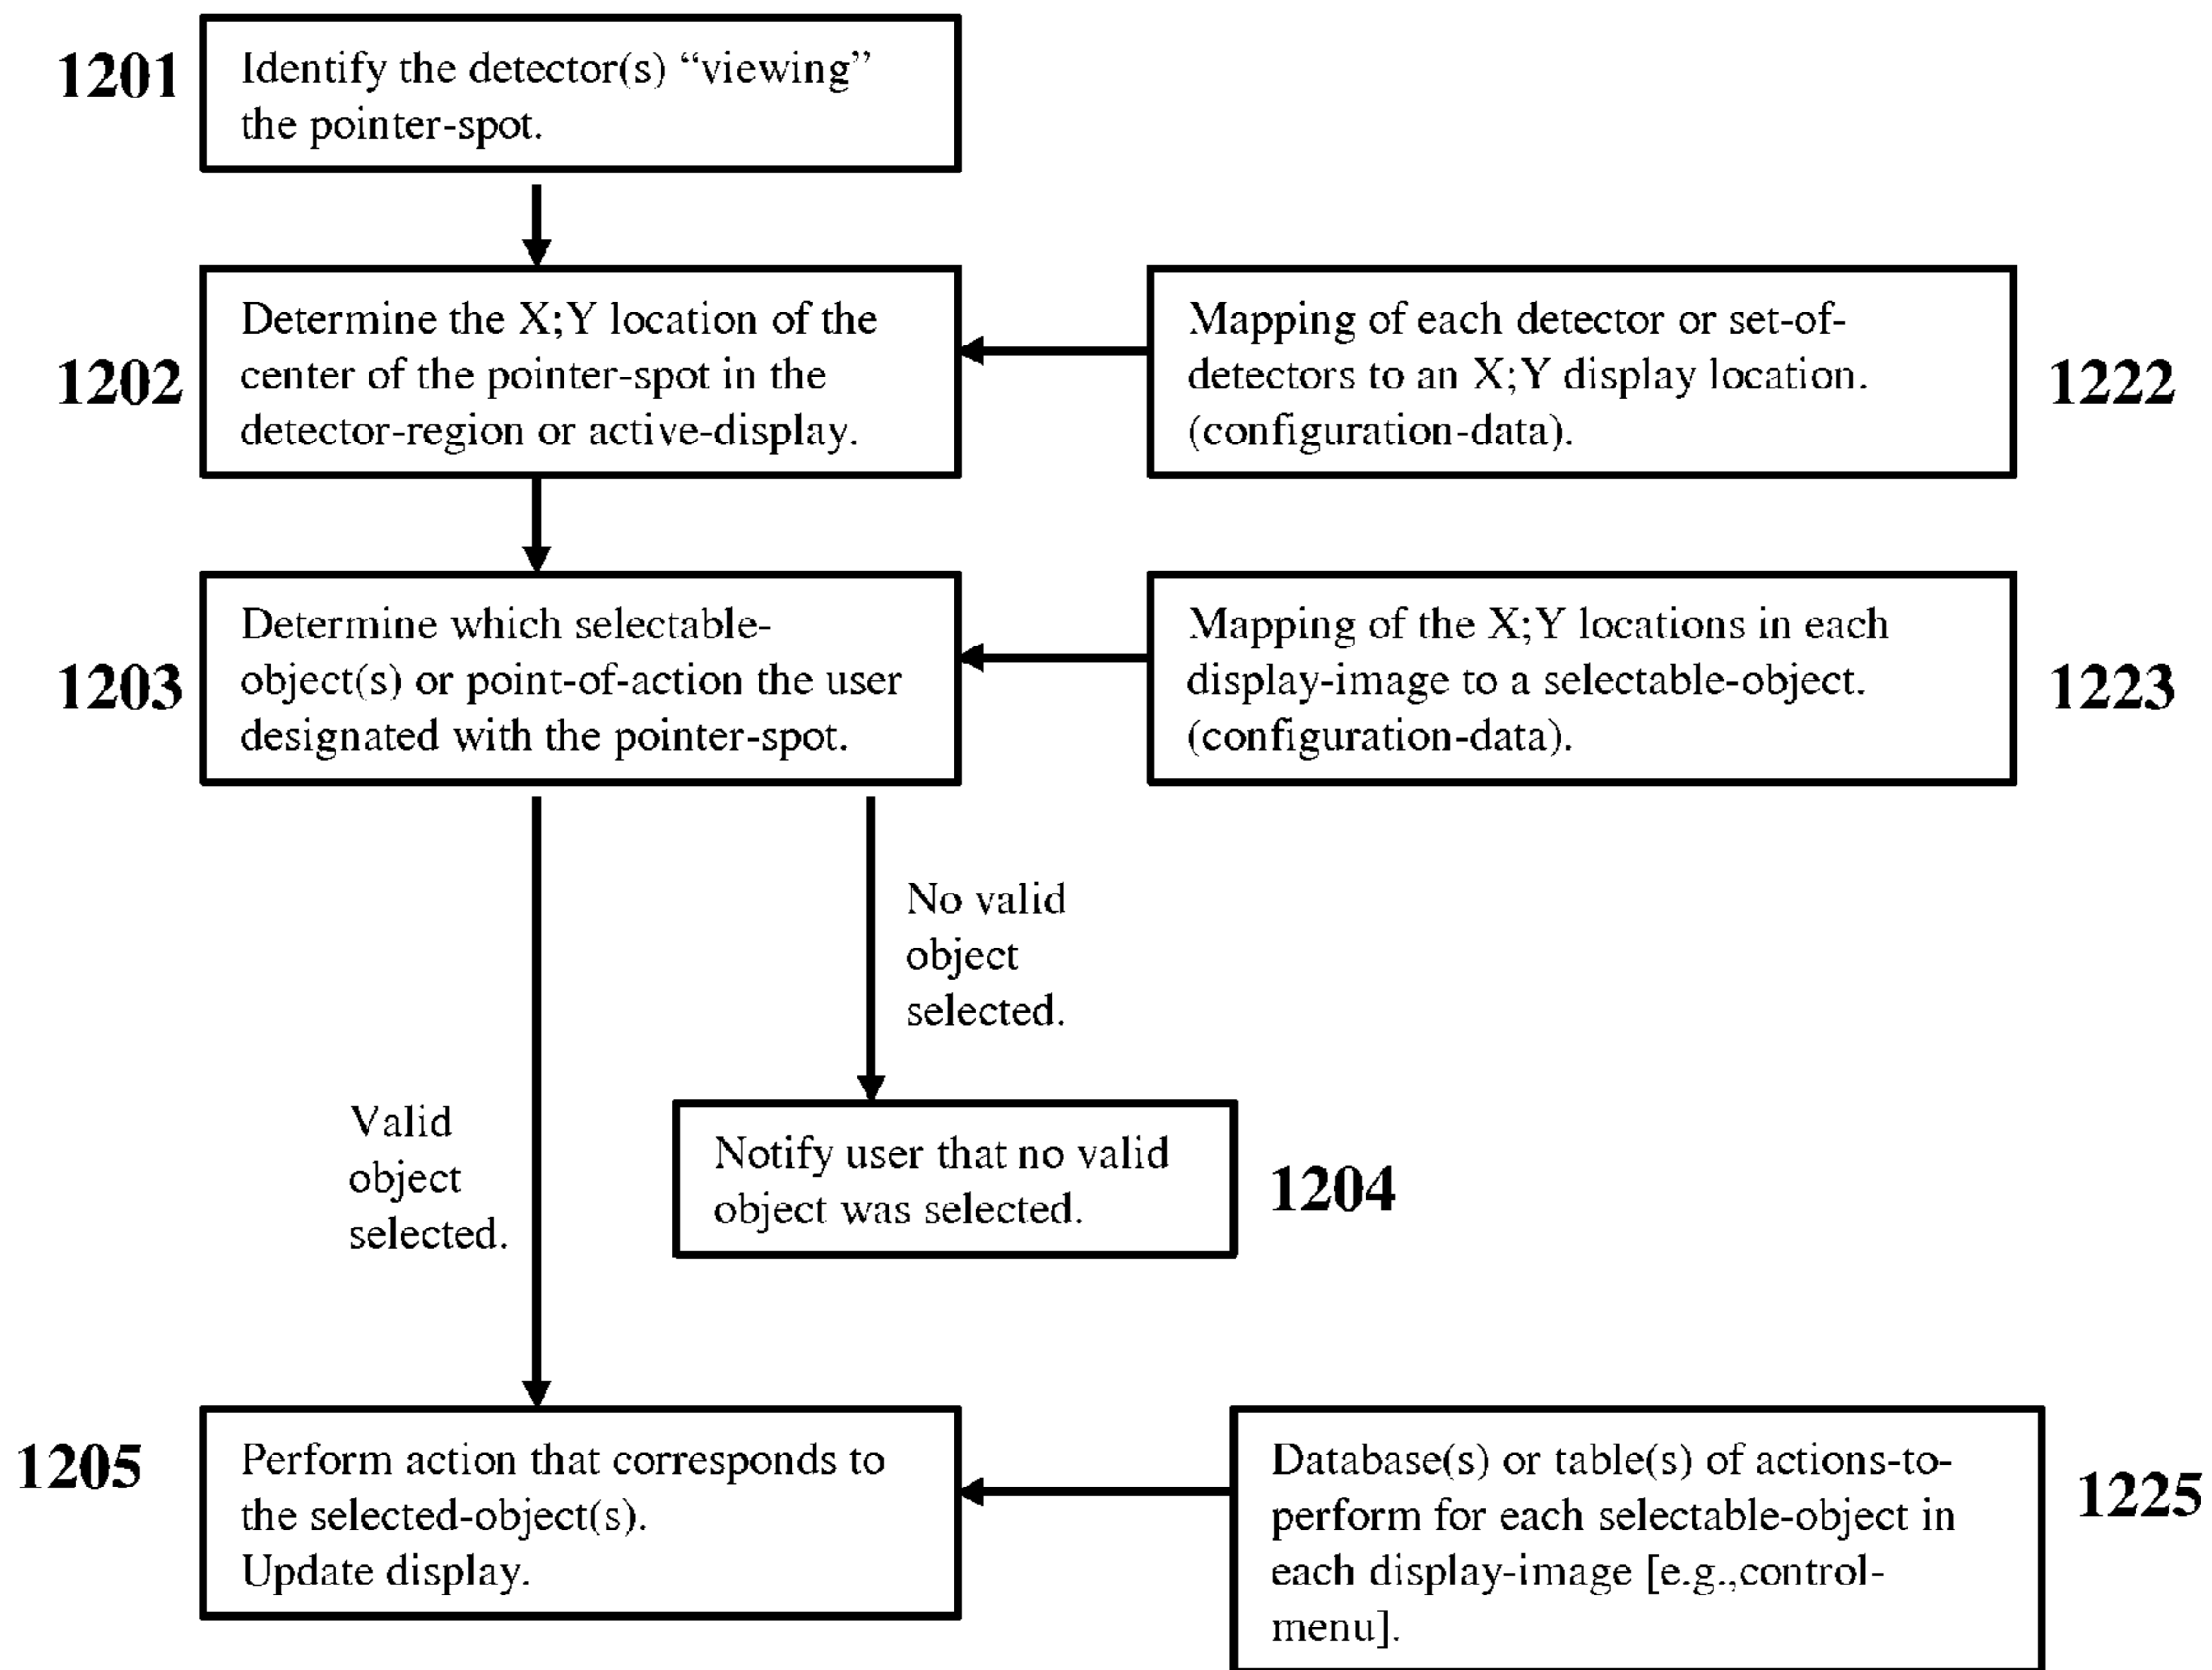 1201
Identify the detector(s) “viewing”
the pointer-spot.
1202
Determine the X;Y location of the
center of the pointer-spot in the
detector-region or active-display.
Mapping of each detector or set-of-
detectors to an X;Y display location.
(configuration-data).
1222
1203
Determine which selectable-
object(s) or point-of-action the user
designated with the pointer-spot.
Mapping of the X;Y locations in each
display-image to a selectable-object.
(configuration-data).
1223
No valid
object
selected.
Valid
object
selected.
Notify user that no valid
object was selected.
1204
1205
Perform action that corresponds to
the selected-object(s).
Update display.
Database(s) or table(s) of actions-to-
perform for each selectable-object in
each display-image [e.g.,control-
menu].
1225